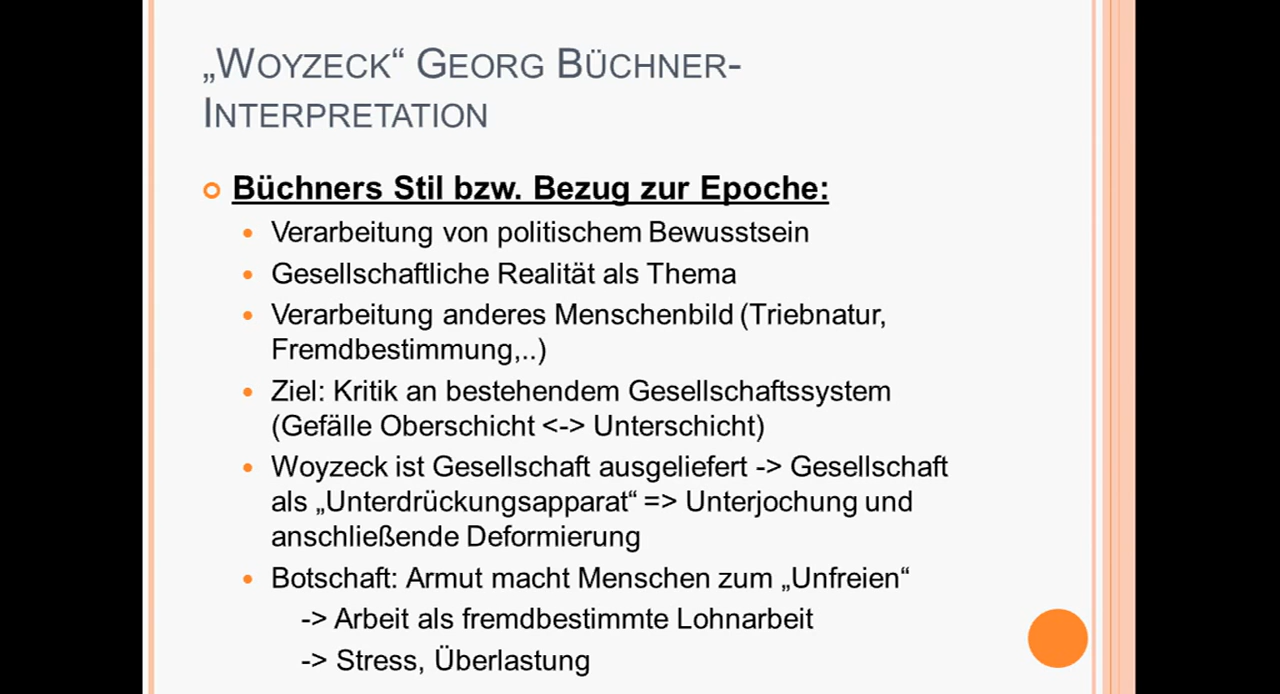 „Woyzeck“ Georg Büchner-
Interpretation
Büchners Stil bzw. Bezug zur Epoche:
Verarbeitung von politischem Bewusstsein
Gesellschaftliche Realität als Thema
Verarbeitung anderes Menschenbild (Triebnatur,
Fremdbestimmung,..)
Ziel: Kritik an bestehendem Gesellschaftssystem
(Gefälle Oberschicht <-> Unterschicht)
Woyzeck ist Gesellschaft ausgeliefert -> Gesellschaft
als „Unterdrückungsapparat“ => Unterjochung und
anschließende Deformierung
Botschaft: Armut macht Menschen zum „Unfreien“
-> Arbeit als fremdbestimmte Lohnarbeit
-> Stress, Überlastung